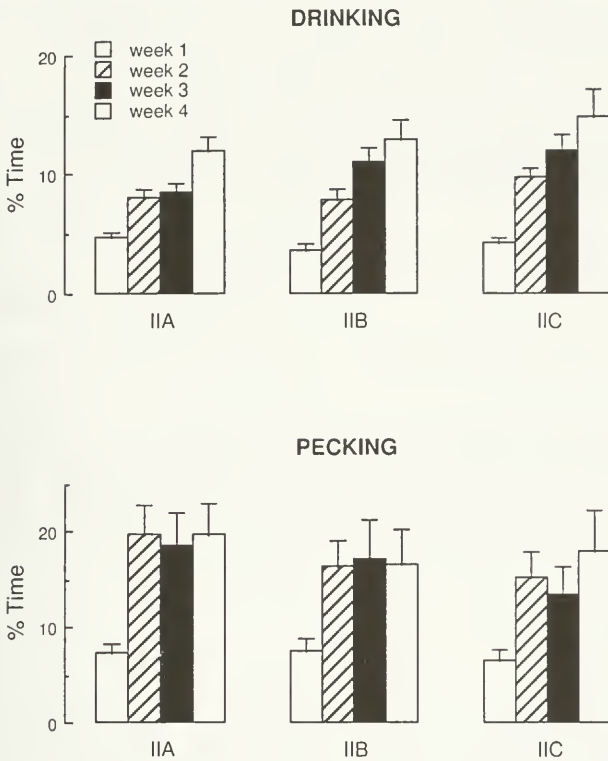 DRINKING
20
10
0
% Time
week 1
week 2
week 3
week 4
IIA
IIB
IIC
PECKING
20
10
0
% Time
IIA
IIB
IIC